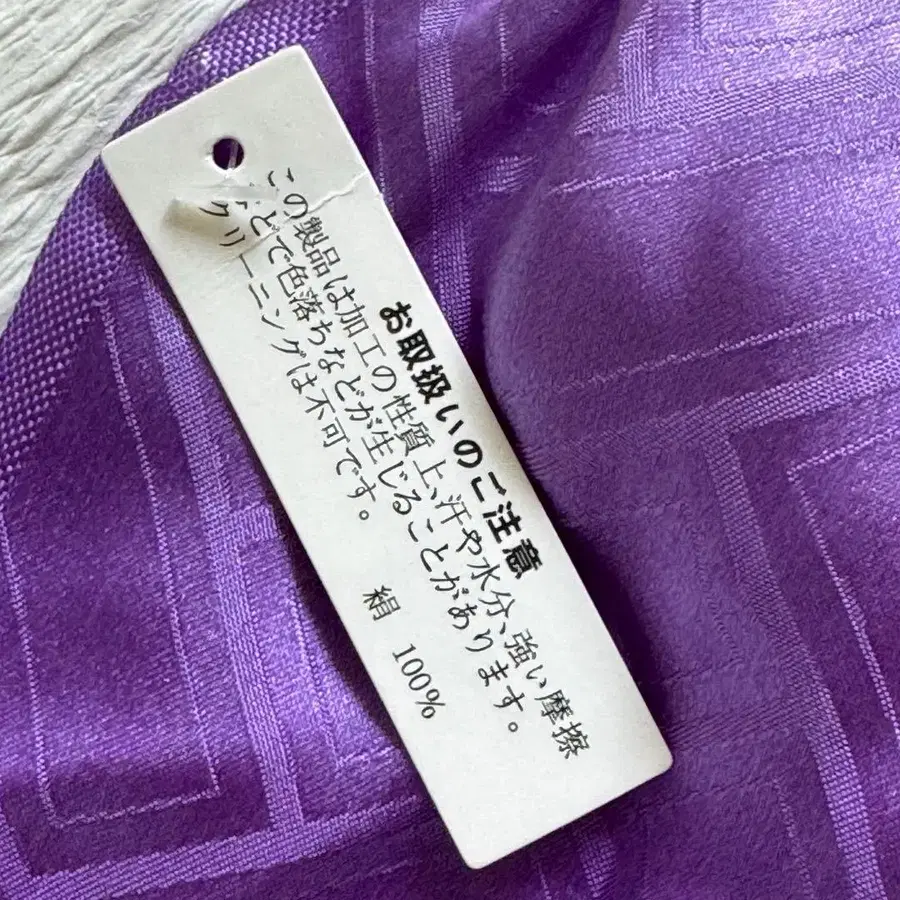 お取扱いのご注意
この製品は加工の性質上、汗や水分、強い摩擦
などで色落ちなどが生じることがあります。
クリーニングは不可です。
絹 100%